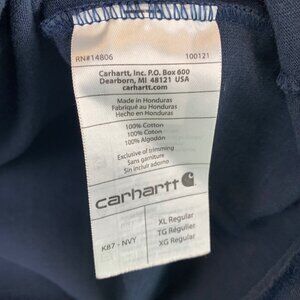 RN#14806 100121
Carhartt, Inc. P.O. Box 600
Dearborn, MI 48121 USA
carhartt.com
Made in Honduras
Fabriqué au Honduras
Hecho en Honduras
100% Cotton
100% Coton
100% Algodón
Exclusive of trimming
Sans garniture
Sin incluir adorno
carhartt
K87 - NVY
XL Regular
TG Régulier
XG Regular